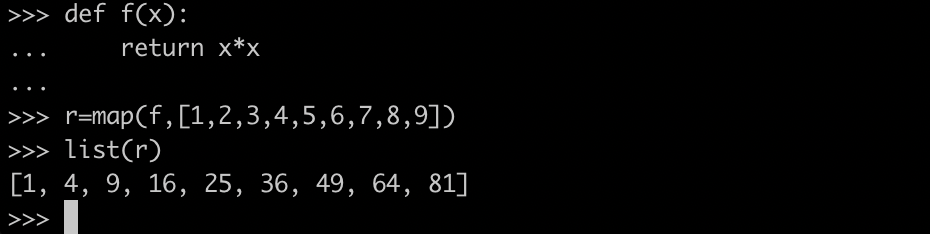 >>> def f(x):
...    return x*x
...
>>> r=map(f,[1,2,3,4,5,6,7,8,9])
>>> list(r)
[1, 4, 9, 16, 25, 36, 49, 64, 81]
>>>